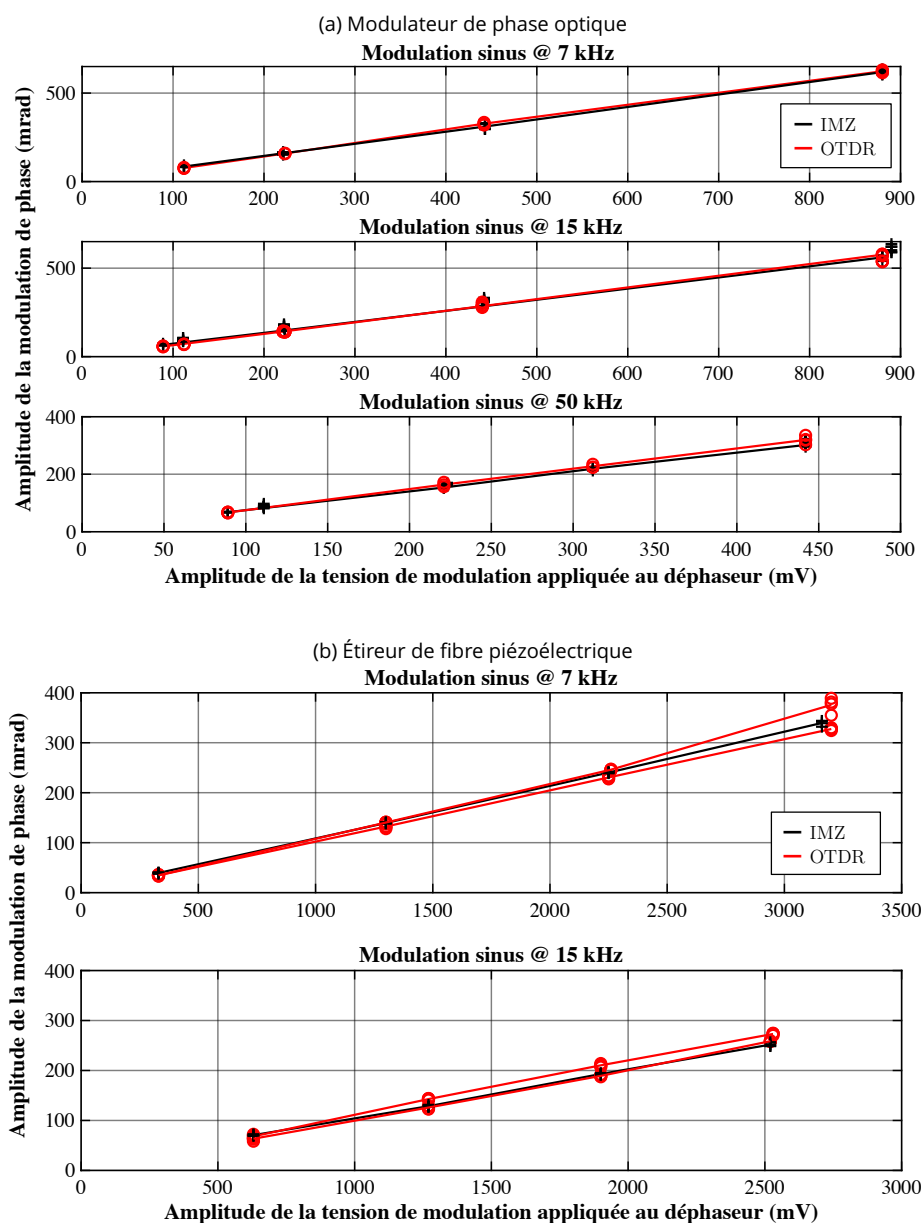 (a) Modulateur de phase optique
Modulation sinus @ 7 kHz
500
0
0 100 200 300 400 500 600 700 800 900
IMZ
OTDR
Modulation sinus @ 15 kHz
500
0
0 100 200 300 400 500 600 700 800 900
Modulation sinus @ 50 kHz
400
200
0
0 50 100 150 200 250 300 350 400 450 500
Amplitude de la modulation de phase (mrad)
Amplitude de la tension de modulation appliquée au déphaseur (mV)
(b) Étireur de fibre piézoélectrique
Modulation sinus @ 7 kHz
400
300
200
100
0
0 500 1000 1500 2000 2500 3000 3500
IMZ
OTDR
Modulation sinus @ 15 kHz
400
300
200
100
0
0 500 1000 1500 2000 2500 3000
Amplitude de la modulation de phase (mrad)
Amplitude de la tension de modulation appliquée au déphaseur (mV)